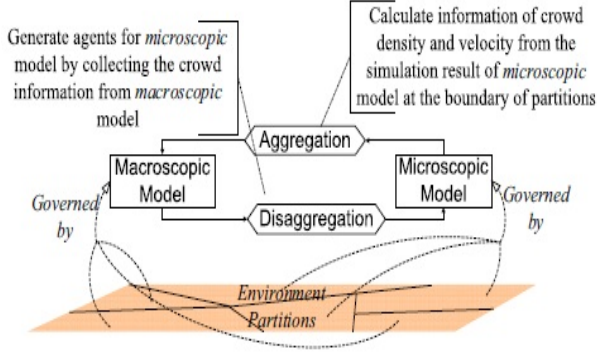 Generate agents for microscopic
model by collecting the crowd
information from macroscopic
model
Calculate information of crowd
density and velocity from the
simulation result of microscopic
model at the boundary of partitions
Aggregation
Macroscopic
Model
Microscopic
Model
Governed
by
Governed
by
Disaggregation
Environment
Partitions